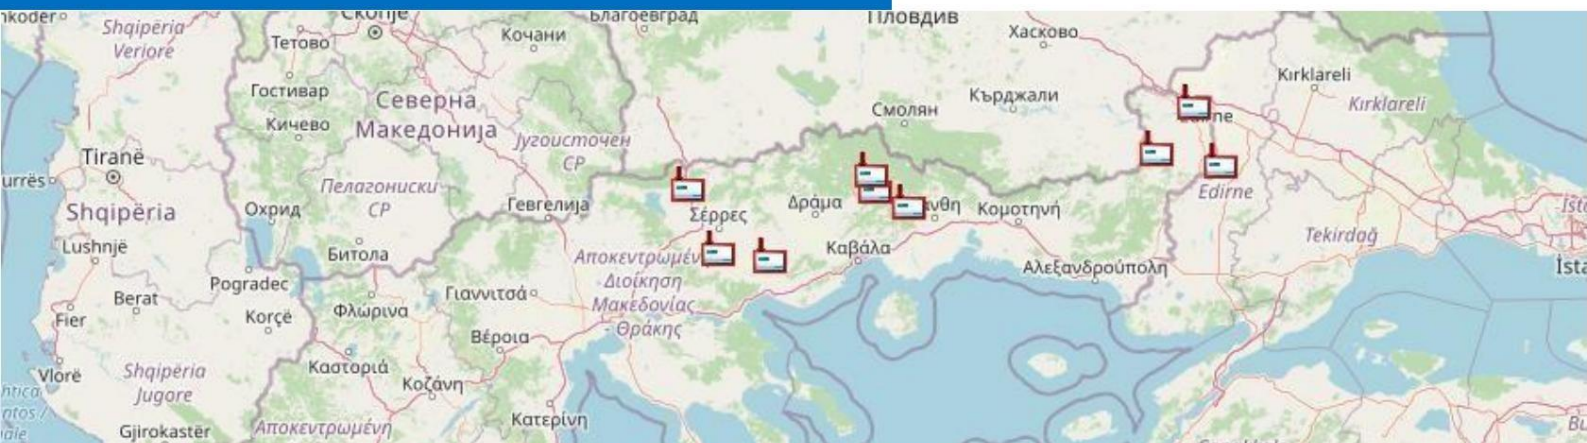 Shqipëria
Veriore
Тетово
Кочани
Благоевград
Пловдив
Хасково
Гостивар
Северна
Македонија
Кичево
Југоисточен
СР
Смолян
Кърджали
Kırklareli
Kırklareli
Tiranë
Shqipëria
Пелагониски
СР
Охрид
Гевгелија
Σέρρες
Δράμα
Κομοτηνή
Edirne
Lushnjë
Битола
Καβάλα
Tekirdağ
Αλεξανδρούπολη
Pogradec
Διοίκηση
Μακεδονίας
- Θράκης
Γιαννιτσά
Berat
Fier
Korçë
Φλώρινα
Βέροια
Vlorë
Shqipëria
Jugore
Καστοριά
Κοζάνη
Κατερίνη
Gjirokastër
Αποκεντρωμένη